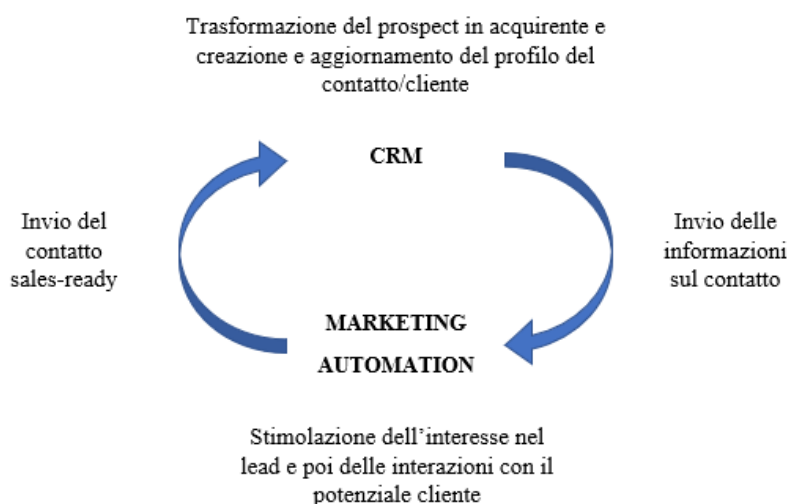 Trasformazione del prospect in acquirente e
creazione e aggiornamento del profilo del
contatto/cliente
CRM
Invio del
contatto
sales-ready
Invio delle
informazioni
sul contatto
MARKETING
AUTOMATION
Stimolazione dell’interesse nel
lead e poi delle interazioni con il
potenziale cliente